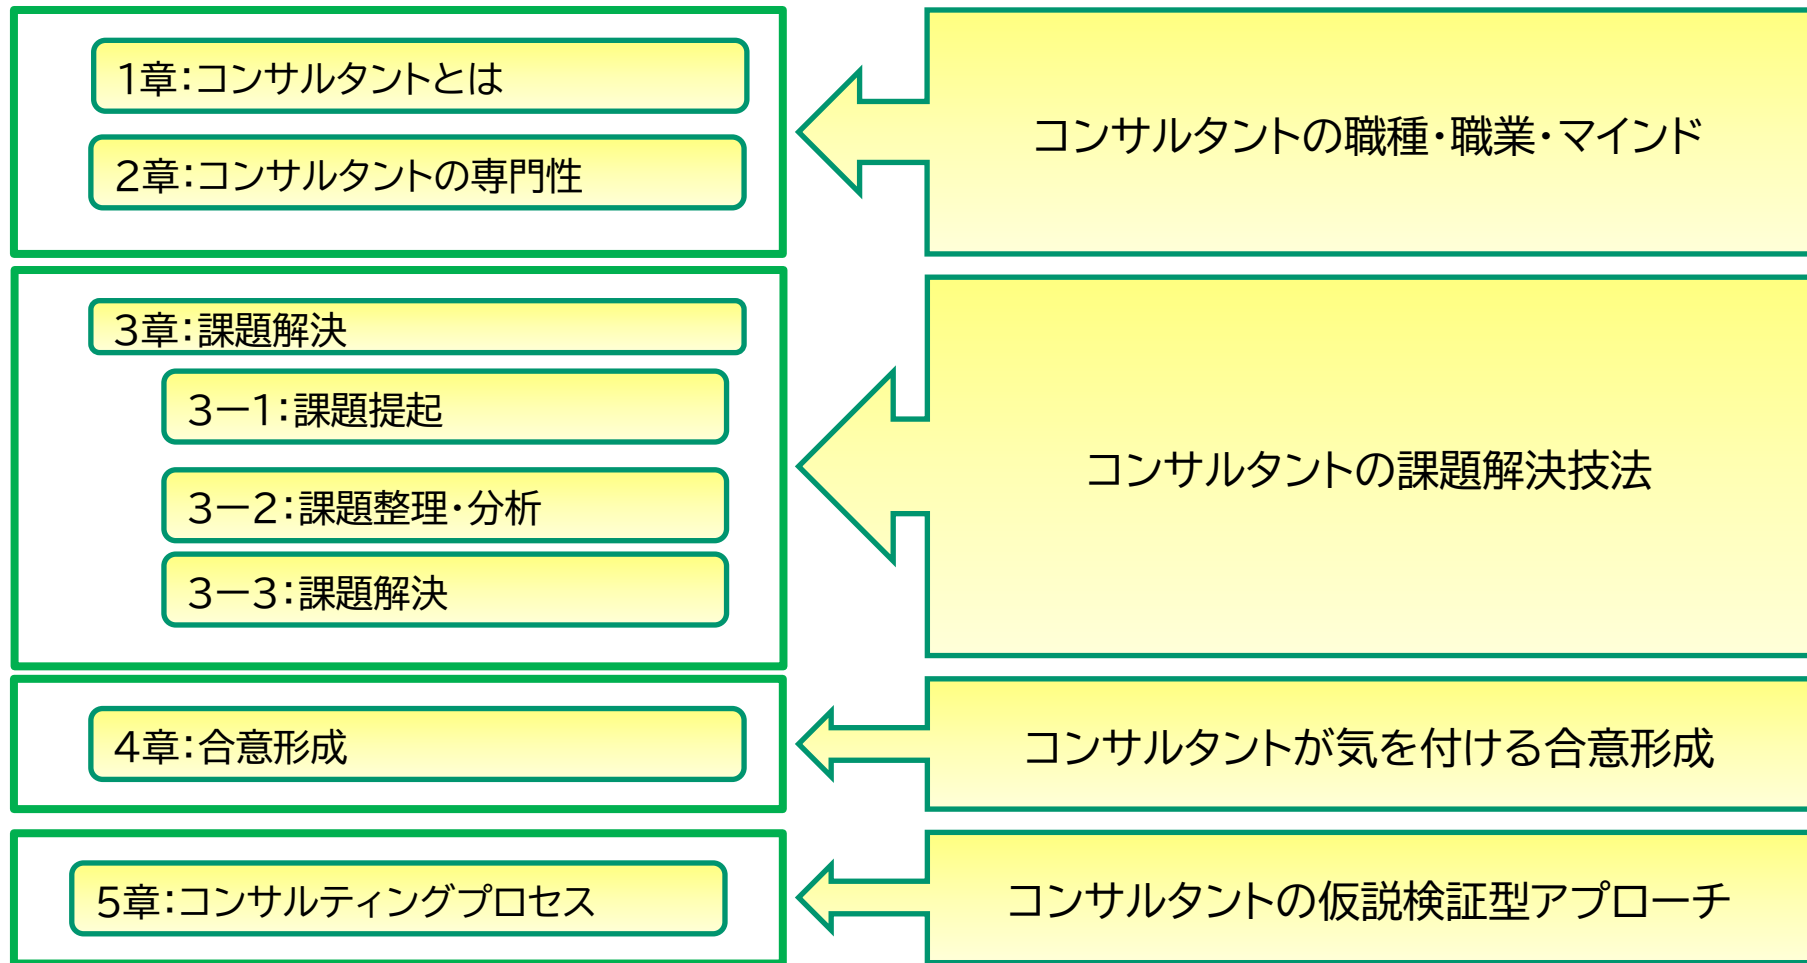 1章：コンサルタントとは
2章：コンサルタントの専門性
コンサルタントの職種・職業・マインド
3章：課題解決
3ー1：課題提起
3ー2：課題整理・分析
3ー3：課題解決
コンサルタントの課題解決技法
4章：合意形成
コンサルタントが気を付ける合意形成
5章：コンサルティングプロセス
コンサルタントの仮説検証型アプローチ